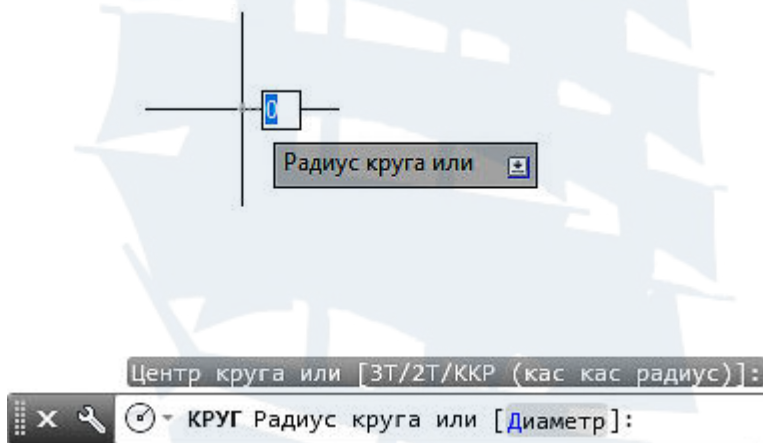 0
Радиус круга или
Центр круга или [3Т/2Т/ККР (кас кас радиус)]:
КРУГ Радиус круга или [Диаметр]: